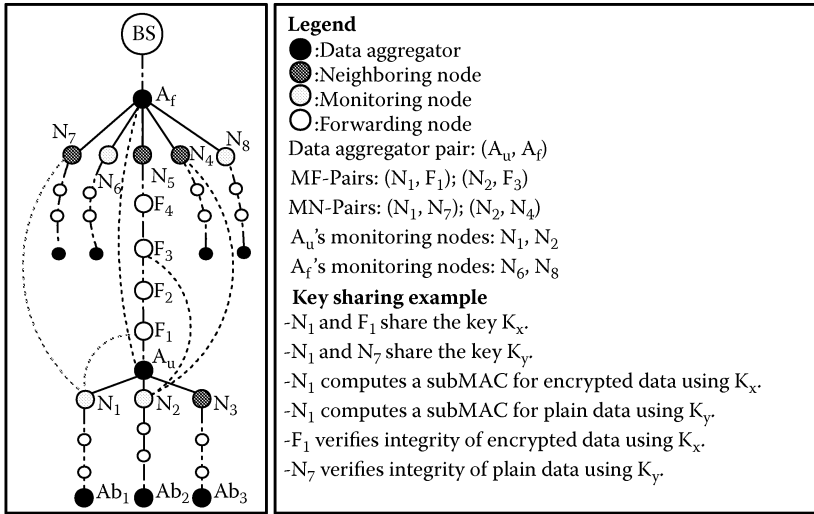 BS
A_f
N_7
N_8
N_4
N_6
N_5
F_4
F_3
F_2
F_1
A_u
N_1
N_2
N_3
Ab_1
Ab_2
Ab_3
Legend
:Data aggregator
:Neighboring node
:Monitoring node
:Forwarding node
Data aggregator pair: (A_u, A_f)
MF-Pairs: (N_1, F_1); (N_2, F_3)
MN-Pairs: (N_1, N_7); (N_2, N_4)
A_u's monitoring nodes: N_1, N_2
A_f's monitoring nodes: N_6, N_8
Key sharing example
-N_1 and F_1 share the key K_x.
-N_1 and N_7 share the key K_y.
-N_1 computes a subMAC for encrypted data using K_x.
-N_1 computes a subMAC for plain data using K_y.
-F_1 verifies integrity of encrypted data using K_x.
-N_7 verifies integrity of plain data using K_y.